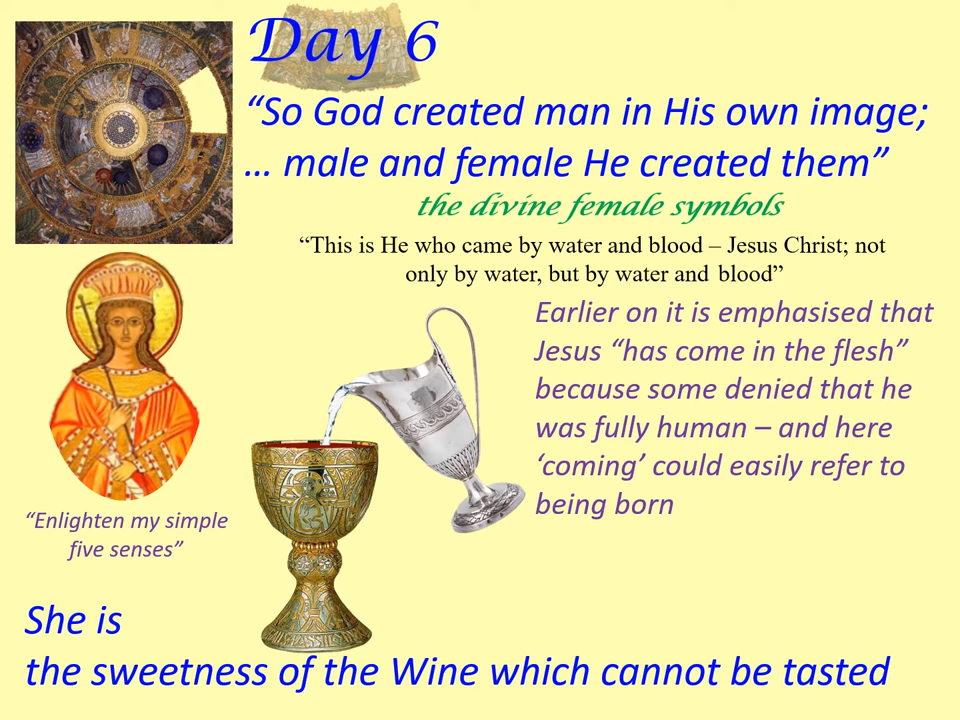 Day 6
“So God created man in His own image;
… male and female He created them”
the divine female symbols
“This is He who came by water and blood – Jesus Christ; not
only by water, but by water and blood”
Earlier on it is emphasised that
Jesus “has come in the flesh”
because some denied that he
was fully human – and here
‘coming’ could easily refer to
being born
“Enlighten my simple
five senses”
She is
the sweetness of the Wine which cannot be tasted